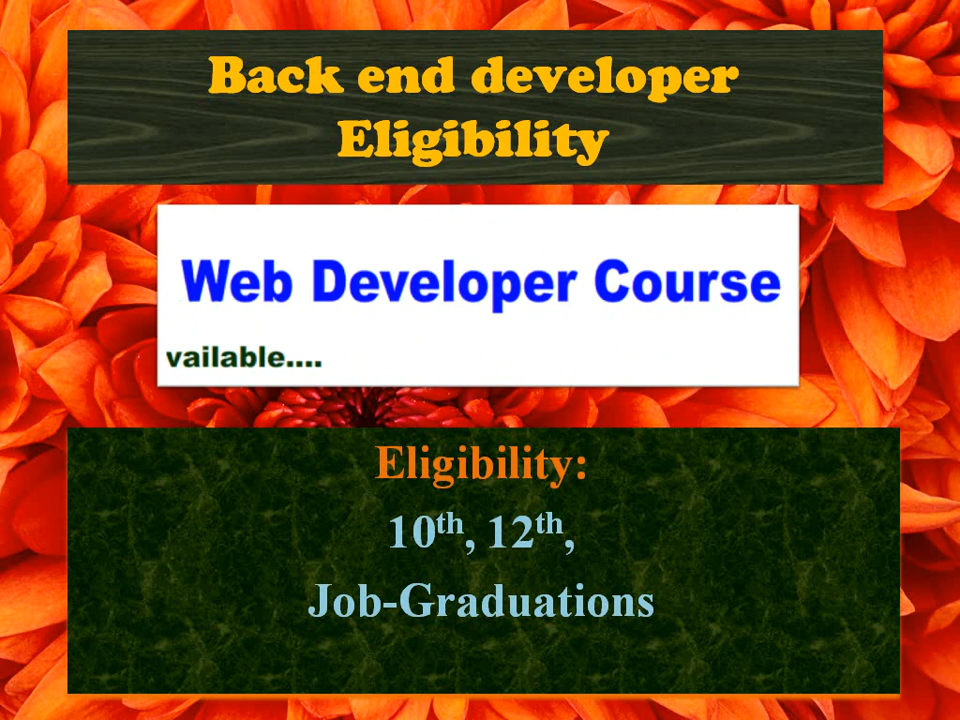 Back end developer
Eligibility
Web Developer Course
vailable....
Eligibility:
10th, 12th,
Job-Graduations